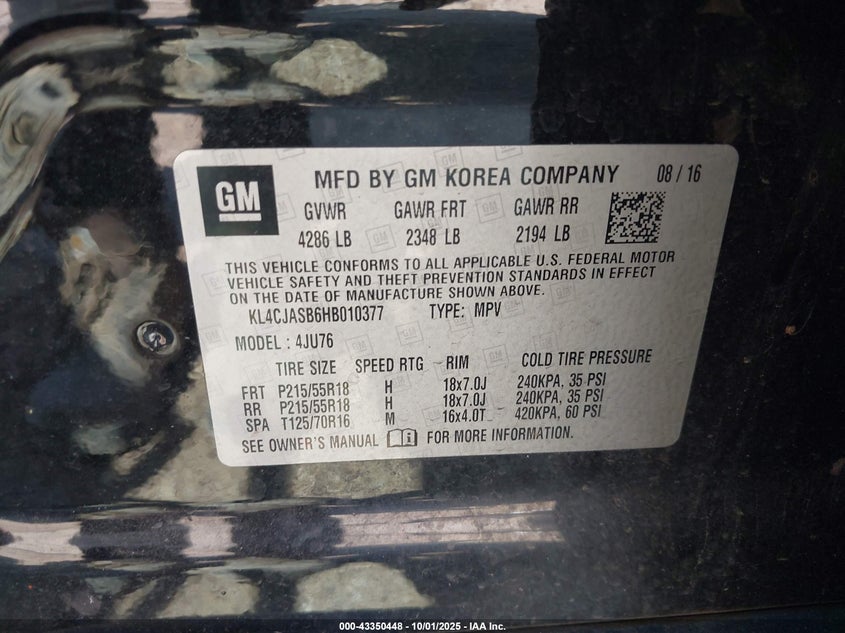 GM MFD BY GM KOREA COMPANY 08 / 16
GVWR GAWR FRT GAWR RR
4286 LB 2348 LB 2194 LB
THIS VEHICLE CONFORMS TO ALL APPLICABLE U.S. FEDERAL MOTOR
VEHICLE SAFETY AND THEFT PREVENTION STANDARDS IN EFFECT
ON THE DATE OF MANUFACTURE SHOWN ABOVE.
KL4CJASB6HB010377 TYPE: MPV
MODEL : 4JU76
TIRE SIZE SPEED RTG RIM COLD TIRE PRESSURE
FRT P215/55R18 H 18x7.0J 240KPA, 35 PSI
RR P215/55R18 H 18x7.0J 240KPA, 35 PSI
SPA T125/70R16 M 16x4.0T 420KPA, 60 PSI
SEE OWNER'S MANUAL FOR MORE INFORMATION.
000-43350448 - 10/01/2025 - IAA Inc.